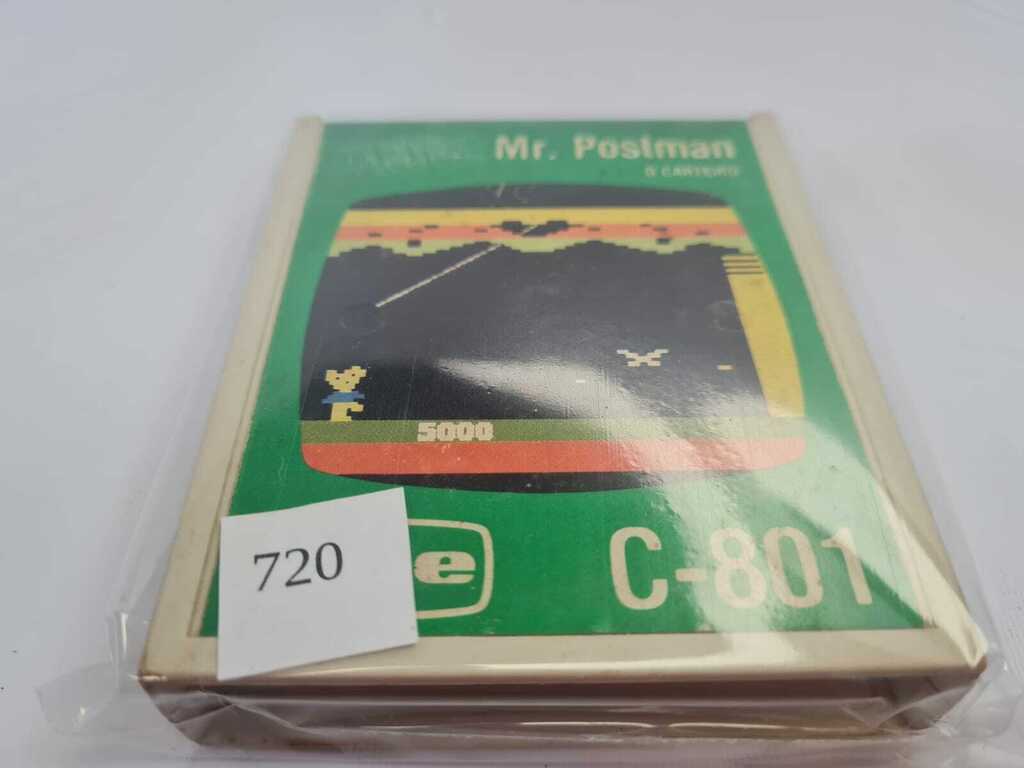 Mr. Postman
O CARTEIRO
5000
720
e
C-801